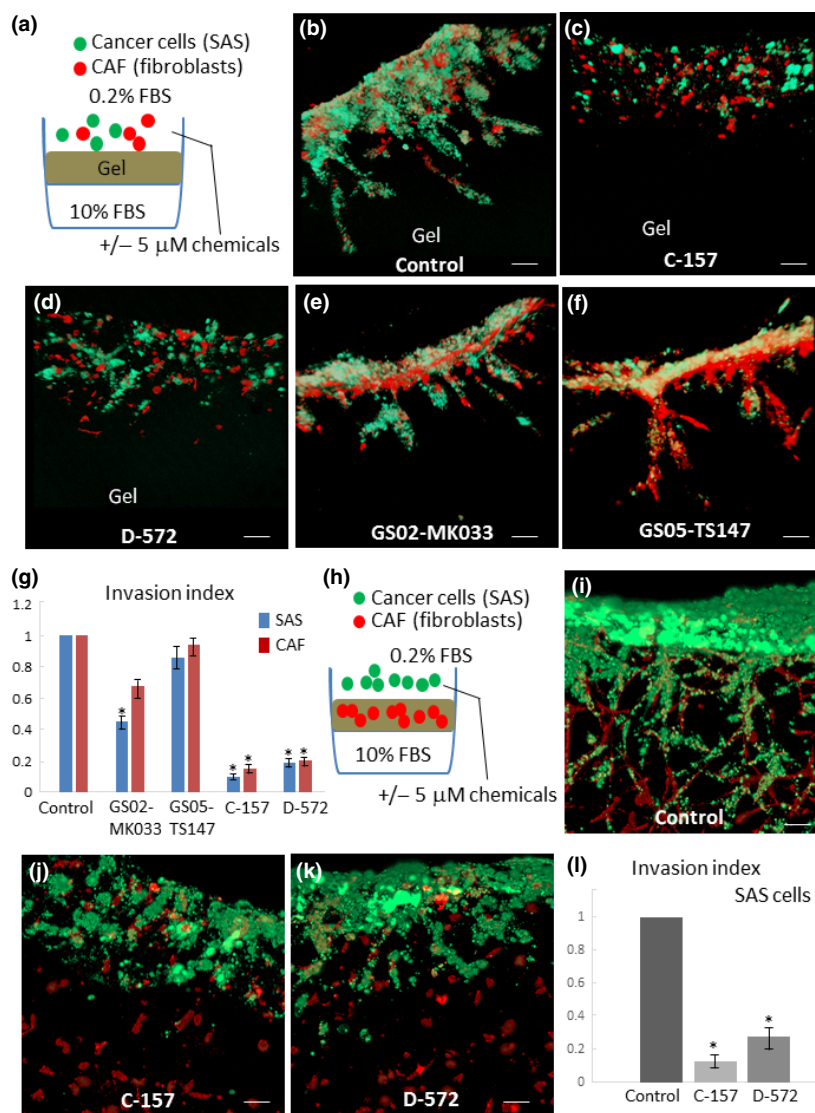 (a)
Cancer cells (SAS)
CAF (fibroblasts)
0.2% FBS
Gel
10% FBS
+/− 5 μM chemicals
(b)
Gel
Control
(c)
Gel
C-157
(d)
Gel
D-572
(e)
GS02-MK033
(f)
GS05-TS147
(g)
Invasion index
1.2
1
0.8
0.6
0.4
0.2
0
SAS
CAF
*
* *
* *
Control
GS02-
MK033
GS05-
TS147
C-157
D-572
(h)
Cancer cells (SAS)
CAF (fibroblasts)
0.2% FBS
10% FBS
+/− 5 μM chemicals
(i)
Control
(j)
C-157
(k)
D-572
(l)
Invasion index
SAS cells
1
0.8
0.6
0.4
0.2
0
*
*
Control
C-157
D-572